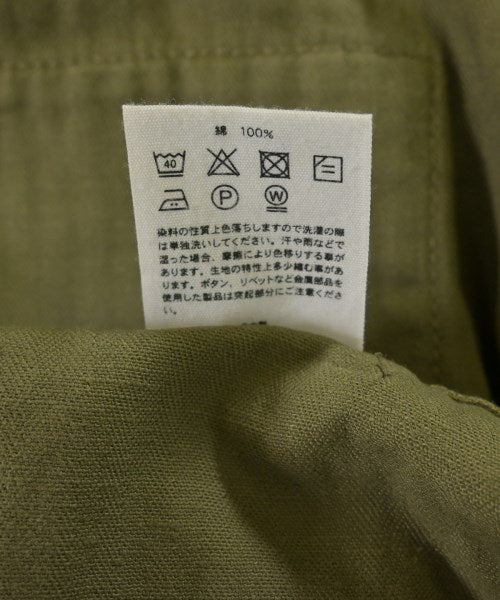 綿 100%
40
P W
染料の性質上色落ちしますので洗濯の際
は単独洗いしてください。汗や雨などで
湿った場合、摩擦により色移りする事が
あります。生地の特性上多少縮む事があ
ります。ボタン、リベットなど金属部品を
使用した製品は突起部分にご注意くださ
い。